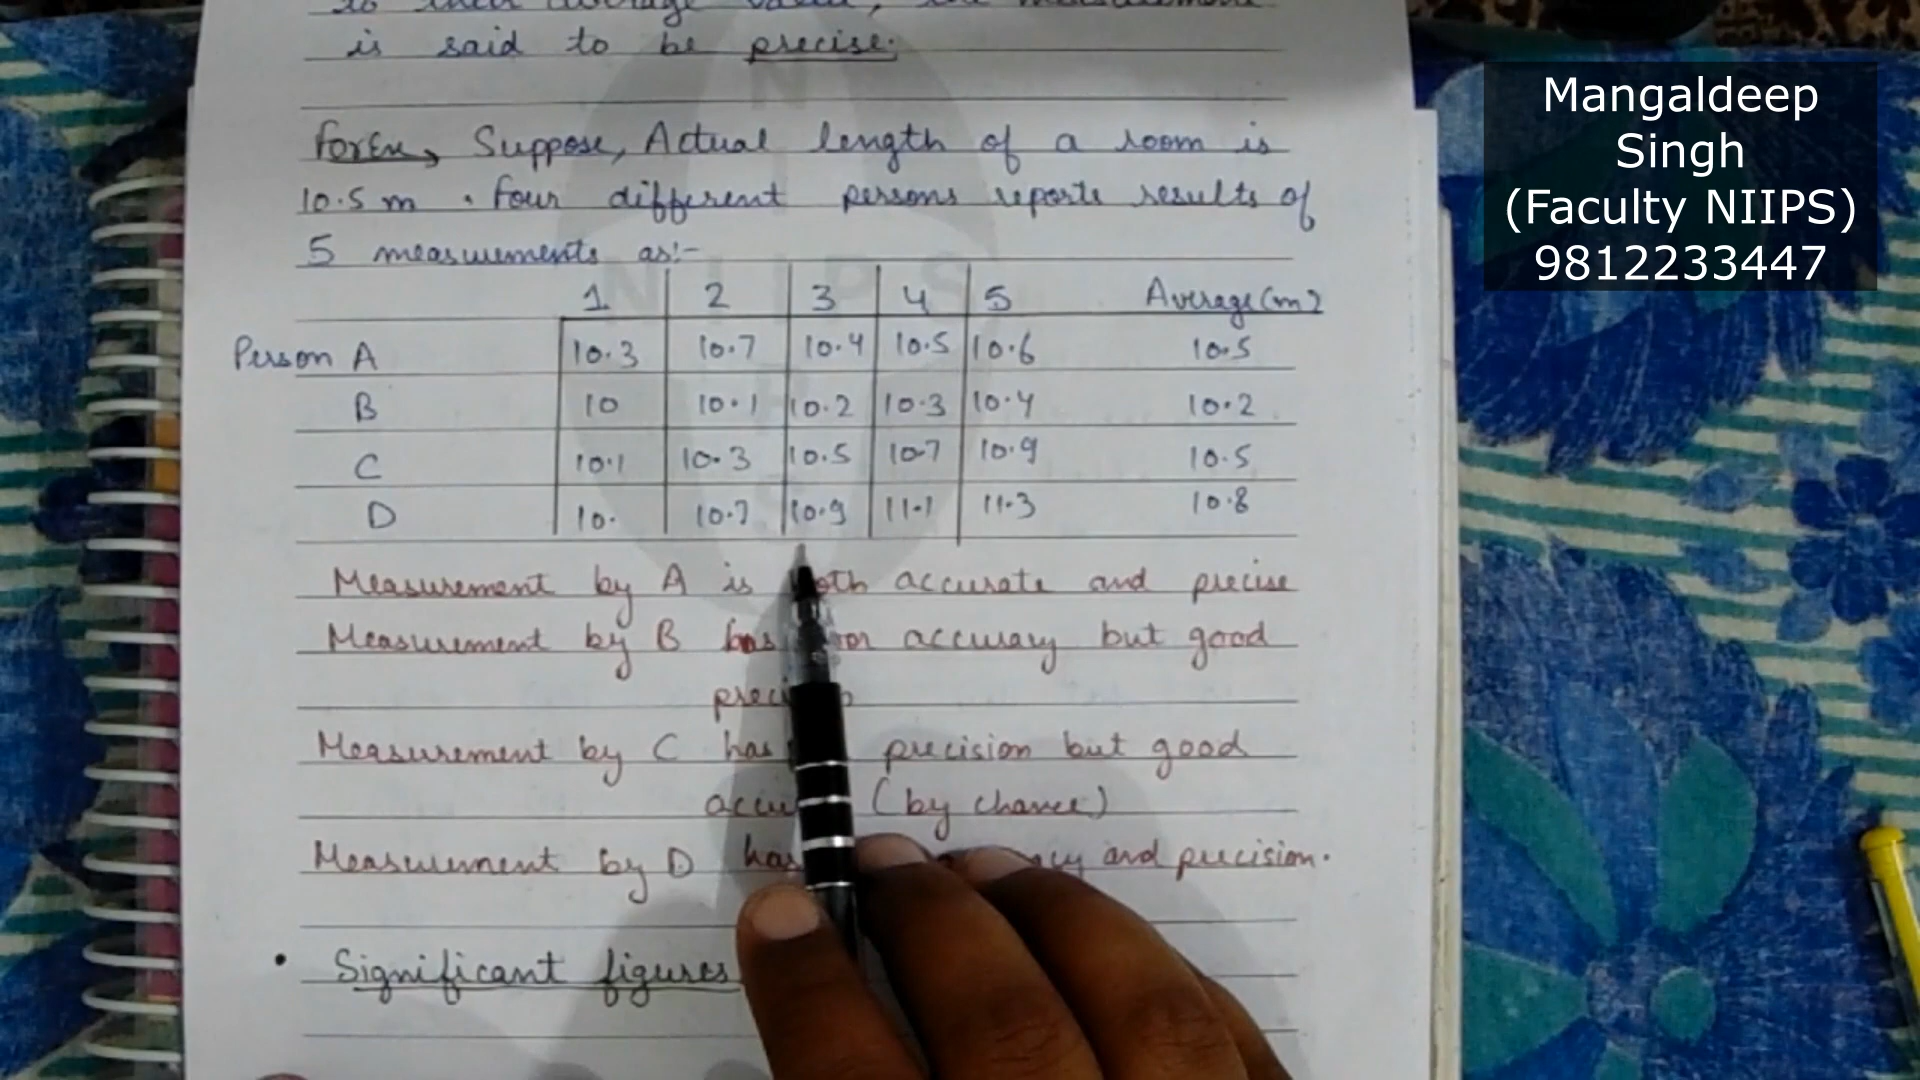 is said to be precise.
For Ex, Suppose, Actual length of a room is
10.5 m. Four different persons reports results of
5 measurements as:-
1 2 3 4 5 Average (m)
Person A 10.3 10.7 10.4 10.5 10.6 10.5
B 10 10.1 10.2 10.3 10.4 10.2
C 10.1 10.3 10.5 10.7 10.9 10.5
D 10. 10.7 10.9 11.1 11.3 10.8
Measurement by A is accurate and precise
Measurement by B has accuracy but good
Measurement by C has precision but good
(by chance)
Measurement by D has and precision.
• Significant figures
NIIPS
Mangaldeep
Singh
(Faculty NIIPS)
9812233447